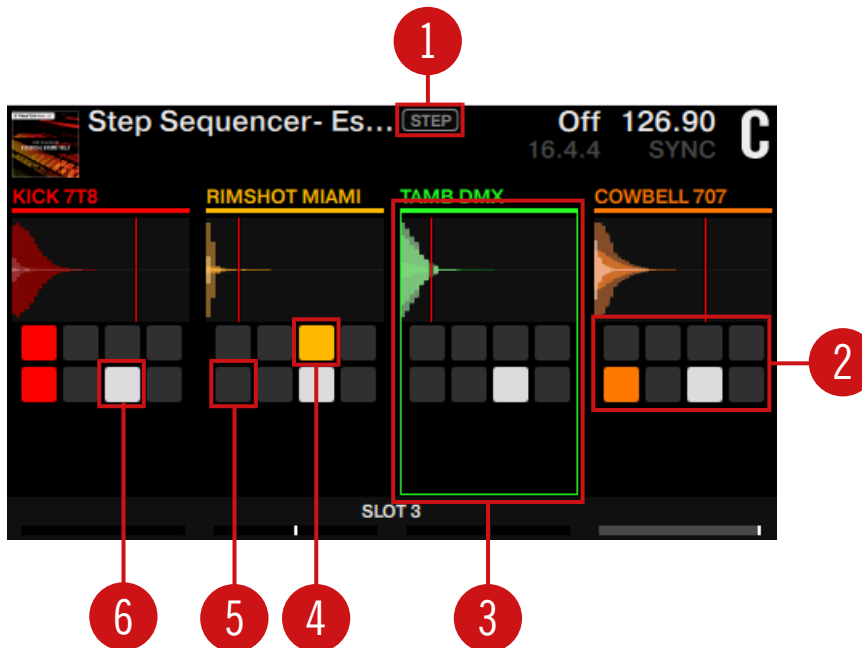 1
Step Sequencer- Es... STEP Off 126.90 C
16.4.4 SYNC
KICK 7T8 RIMSHOT MIAMI TAMB DMX COWBELL 707
2
SLOT 3
6 5 4 3